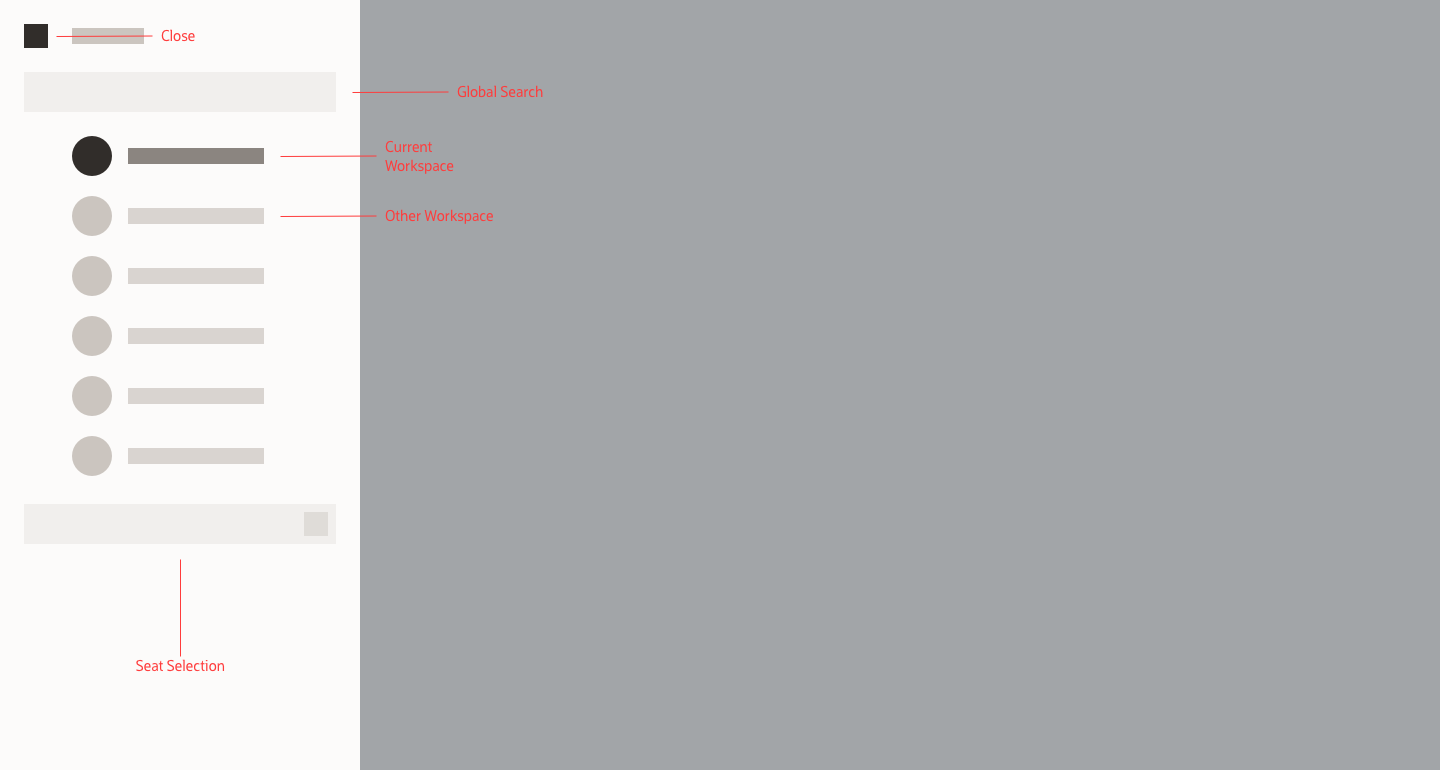 Close
Global Search
Current
Workspace
Other Workspace
Seat Selection